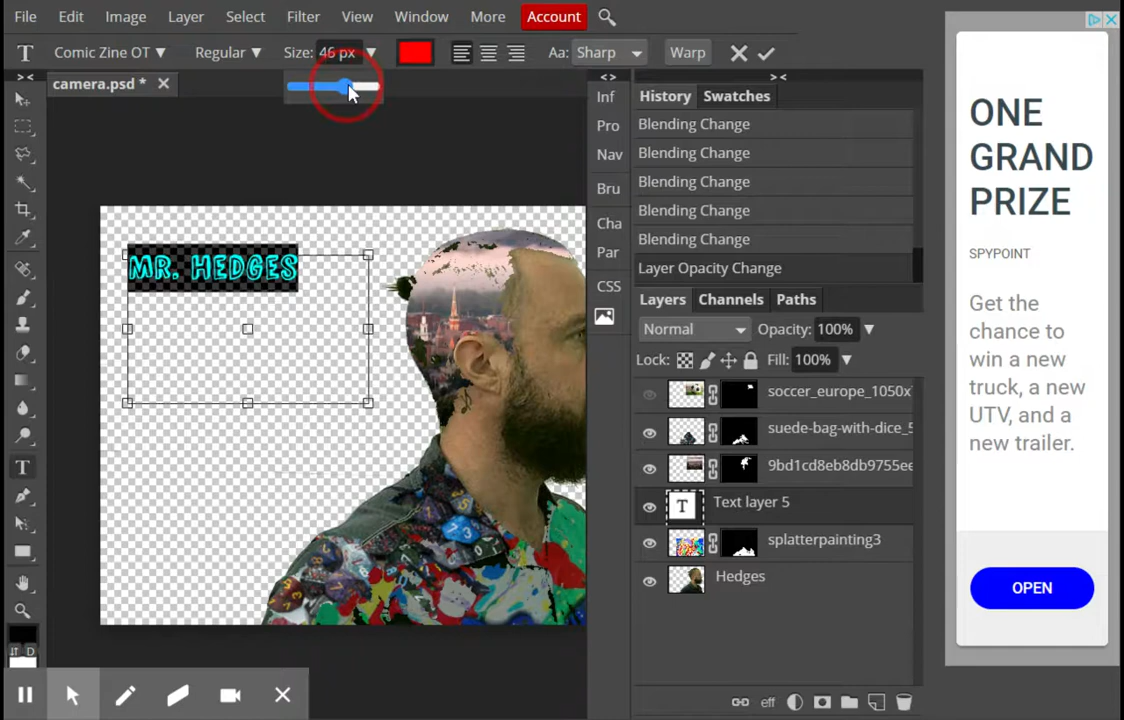 File Edit Image Layer Select Filter View Window More Account
Comic Zine OT Regular Size: 46 px Aa: Sharp Warp
camera.psd *
MR. HEDGES
Inf
Pro
Nav
Bru
Cha
Par
CSS
History Swatches
Blending Change
Blending Change
Blending Change
Blending Change
Blending Change
Layer Opacity Change
Layers Channels Paths
Normal Opacity: 100%
Lock: Fill: 100%
soccer_europe_1050x
suede-bag-with-dice_5
9bd1cd8eb8db9755ee
Text layer 5
splatterpainting3
Hedges
eff
D
ONE
GRAND
PRIZE
SPYPOINT
Get the
chance to
win a new
truck, a new
UTV, and a
new trailer.
OPEN